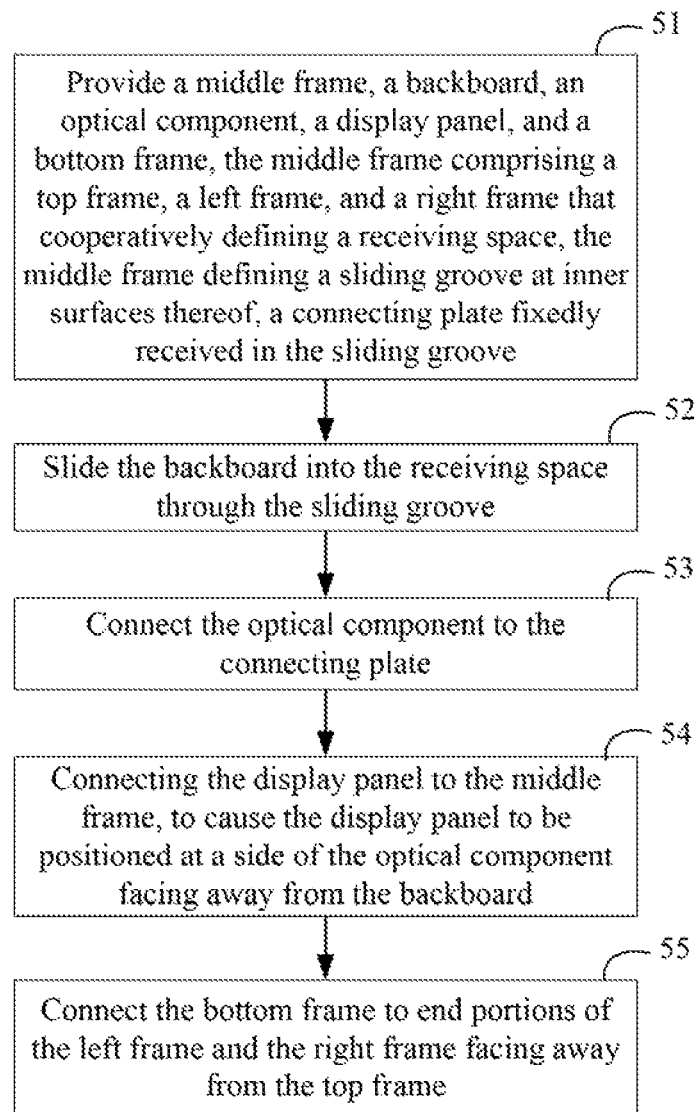 51
Provide a middle frame, a backboard, an
optical component, a display panel, and a
bottom frame, the middle frame comprising a
top frame, a left frame, and a right frame that
cooperatively defining a receiving space, the
middle frame defining a sliding groove at inner
surfaces thereof, a connecting plate fixedly
received in the sliding groove
52
Slide the backboard into the receiving space
through the sliding groove
53
Connect the optical component to the
connecting plate
54
Connecting the display panel to the middle
frame, to cause the display panel to be
positioned at a side of the optical component
facing away from the backboard
55
Connect the bottom frame to end portions of
the left frame and the right frame facing away
from the top frame